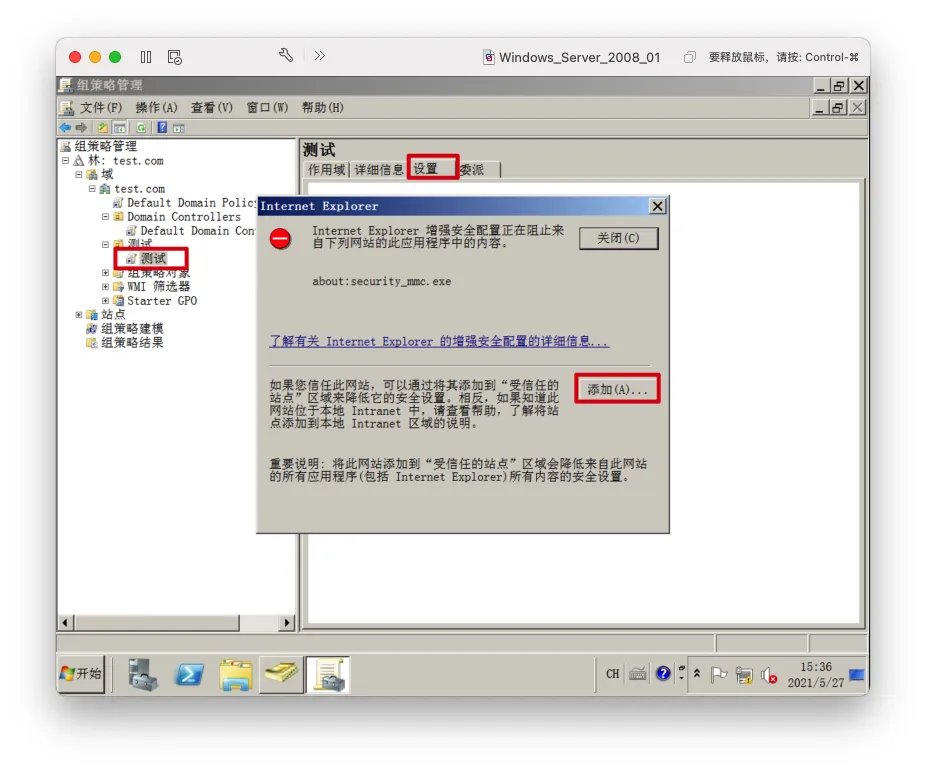 Windows_Server_2008_01
要释放鼠标，请按: Control-⌘
组策略管理
文件(F) 操作(A) 查看(V) 窗口(W) 帮助(H)
组策略管理
林: test.com
域
test.com
Default Domain Policy
Domain Controllers
Default Domain Con
测试
测试
组策略对象
WMI 筛选器
Starter GPO
站点
组策略建模
组策略结果
测试
作用域 详细信息 设置 委派
Internet Explorer
Internet Explorer 增强安全配置正在阻止来
自下列网站的此应用程序中的内容。
关闭(C)
about:security_mmc.exe
了解有关 Internet Explorer 的增强安全配置的详细信息...
如果您信任此网站，可以通过将其添加到“受信任的
站点”区域来降低它的安全设置。相反，如果知道此
网站位于本地 Intranet 中，请查看帮助，了解将站
点添加到本地 Intranet 区域的说明。
添加(A)...
重要说明: 将此网站添加到“受信任的站点”区域会降低来自此网站
的所有应用程序(包括 Internet Explorer)所有内容的安全设置。
开始
CH
15:36
2021/5/27